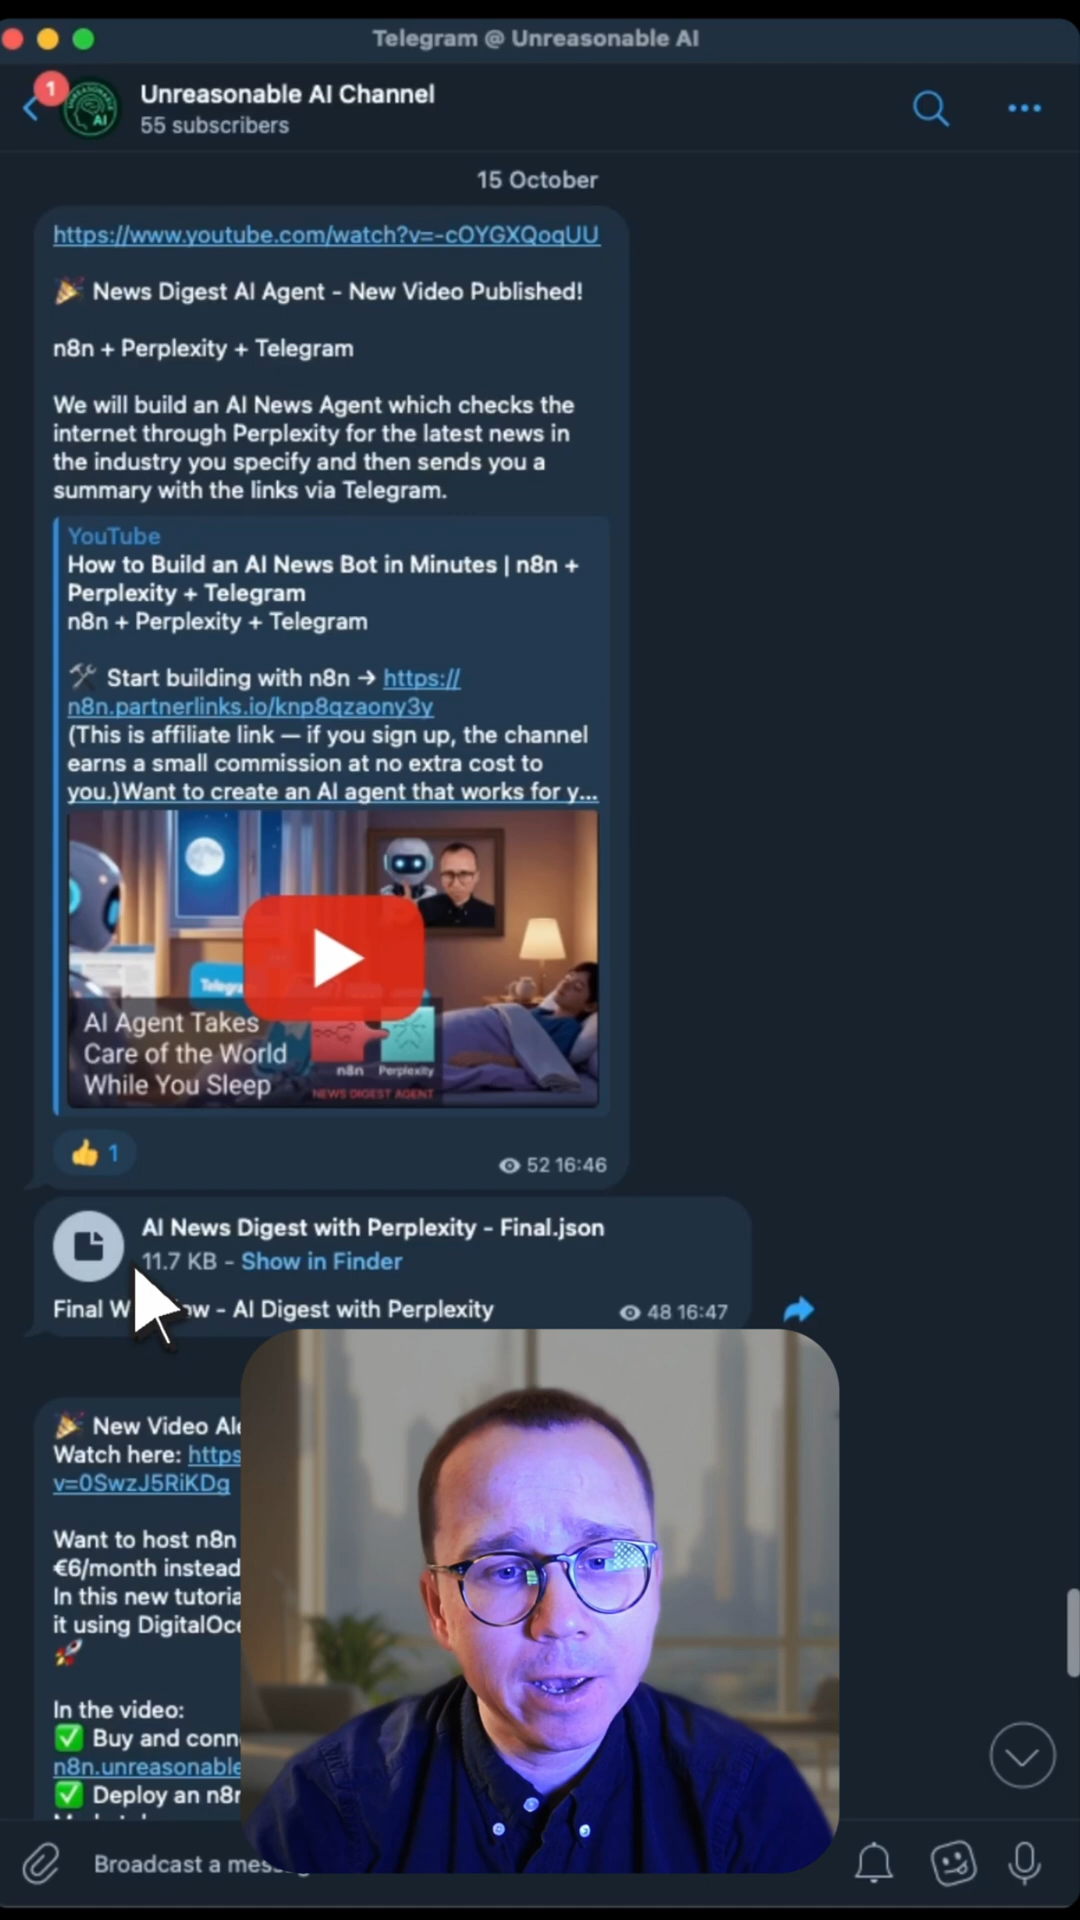 Telegram @ Unreasonable AI
1
Unreasonable AI Channel
55 subscribers
UNREASONABLE
AI
15 October
https://www.youtube.com/watch?v=-cOYGXQoqUU
🎉 News Digest AI Agent - New Video Published!
n8n + Perplexity + Telegram
We will build an AI News Agent which checks the
internet through Perplexity for the latest news in
the industry you specify and then sends you a
summary with the links via Telegram.
YouTube
How to Build an AI News Bot in Minutes | n8n +
Perplexity + Telegram
n8n + Perplexity + Telegram
🛠 Start building with n8n → https://
n8n.partnerlinks.io/knp8qzaony3y
(This is affiliate link — if you sign up, the channel
earns a small commission at no extra cost to
you.)Want to create an AI agent that works for y...
Telegra
AI Agent Takes
Care of the World
While You Sleep
n8n Perplexity
NEWS DIGEST AGENT
👍 1
52 16:46
AI News Digest with Perplexity - Final.json
11.7 KB - Show in Finder
Final W ow - AI Digest with Perplexity
48 16:47
🎉 New Video Ale
Watch here: https
v=0SwzJ5RiKDg
Want to host n8n
€6/month instead
In this new tutoria
it using DigitalOce
🚀
In the video:
✅ Buy and conn
n8n.unreasonable
✅ Deploy an n8n
Broadcast a mess